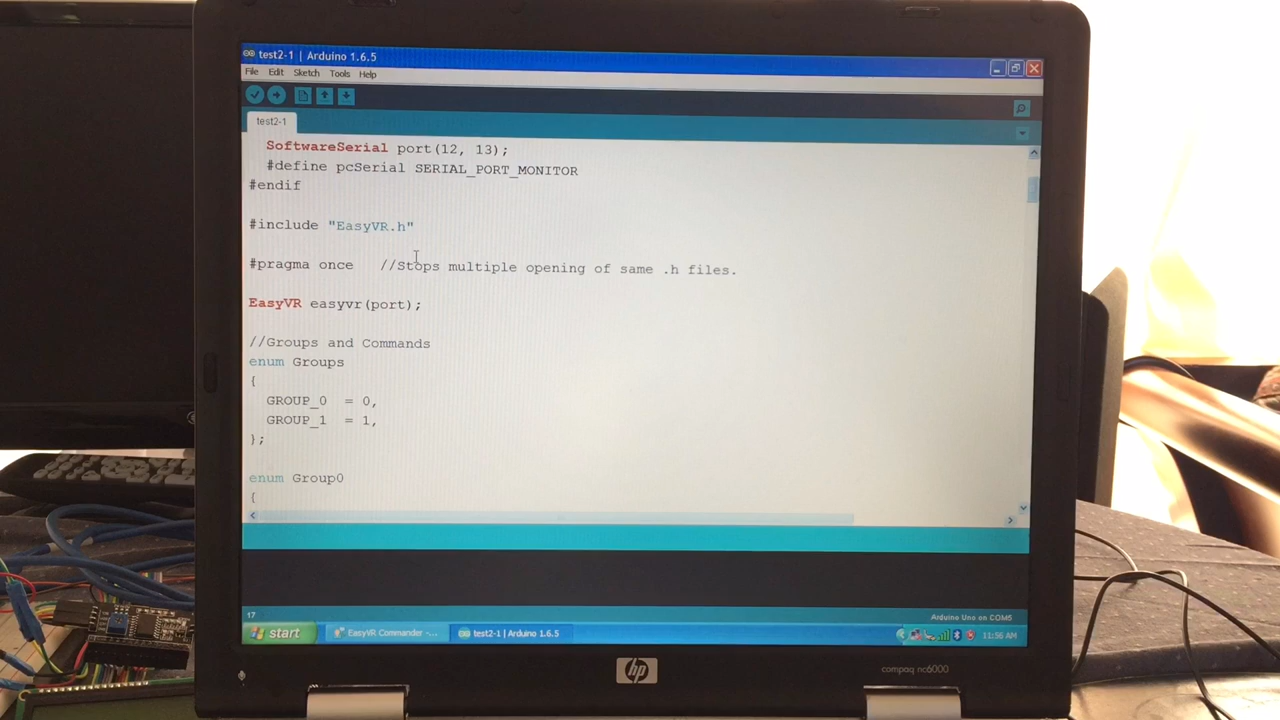 test2-1 | Arduino 1.6.5
File Edit Sketch Tools Help
test2-1
SoftwareSerial port(12, 13);
#define pcSerial SERIAL_PORT_MONITOR
#endif
#include "EasyVR.h"
#pragma once //Stops multiple opening of same .h files.
EasyVR easyvr(port);
//Groups and Commands
enum Groups
{
GROUP_0 = 0,
GROUP_1 = 1,
};
enum Group0
{
17
Arduino Uno on COM5
start EasyVR Commander -... test2-1 | Arduino 1.6.5 11:56 AM
hp
compaq nc6000